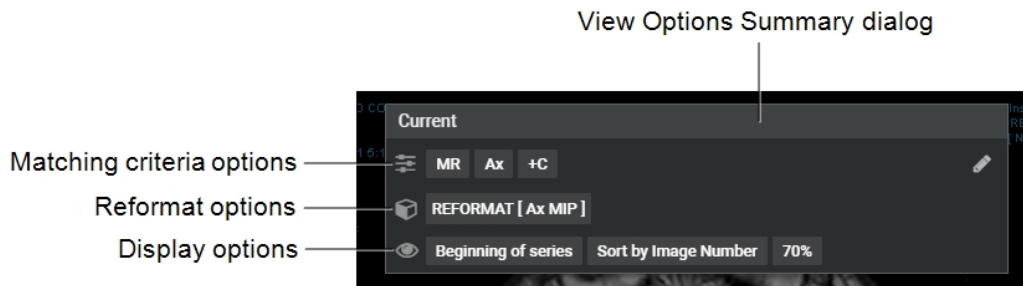 View Options Summary dialog
Current
Matching criteria options
MR Ax +C
Reformat options
REFORMAT [ Ax MIP ]
Display options
Beginning of series Sort by Image Number 70%